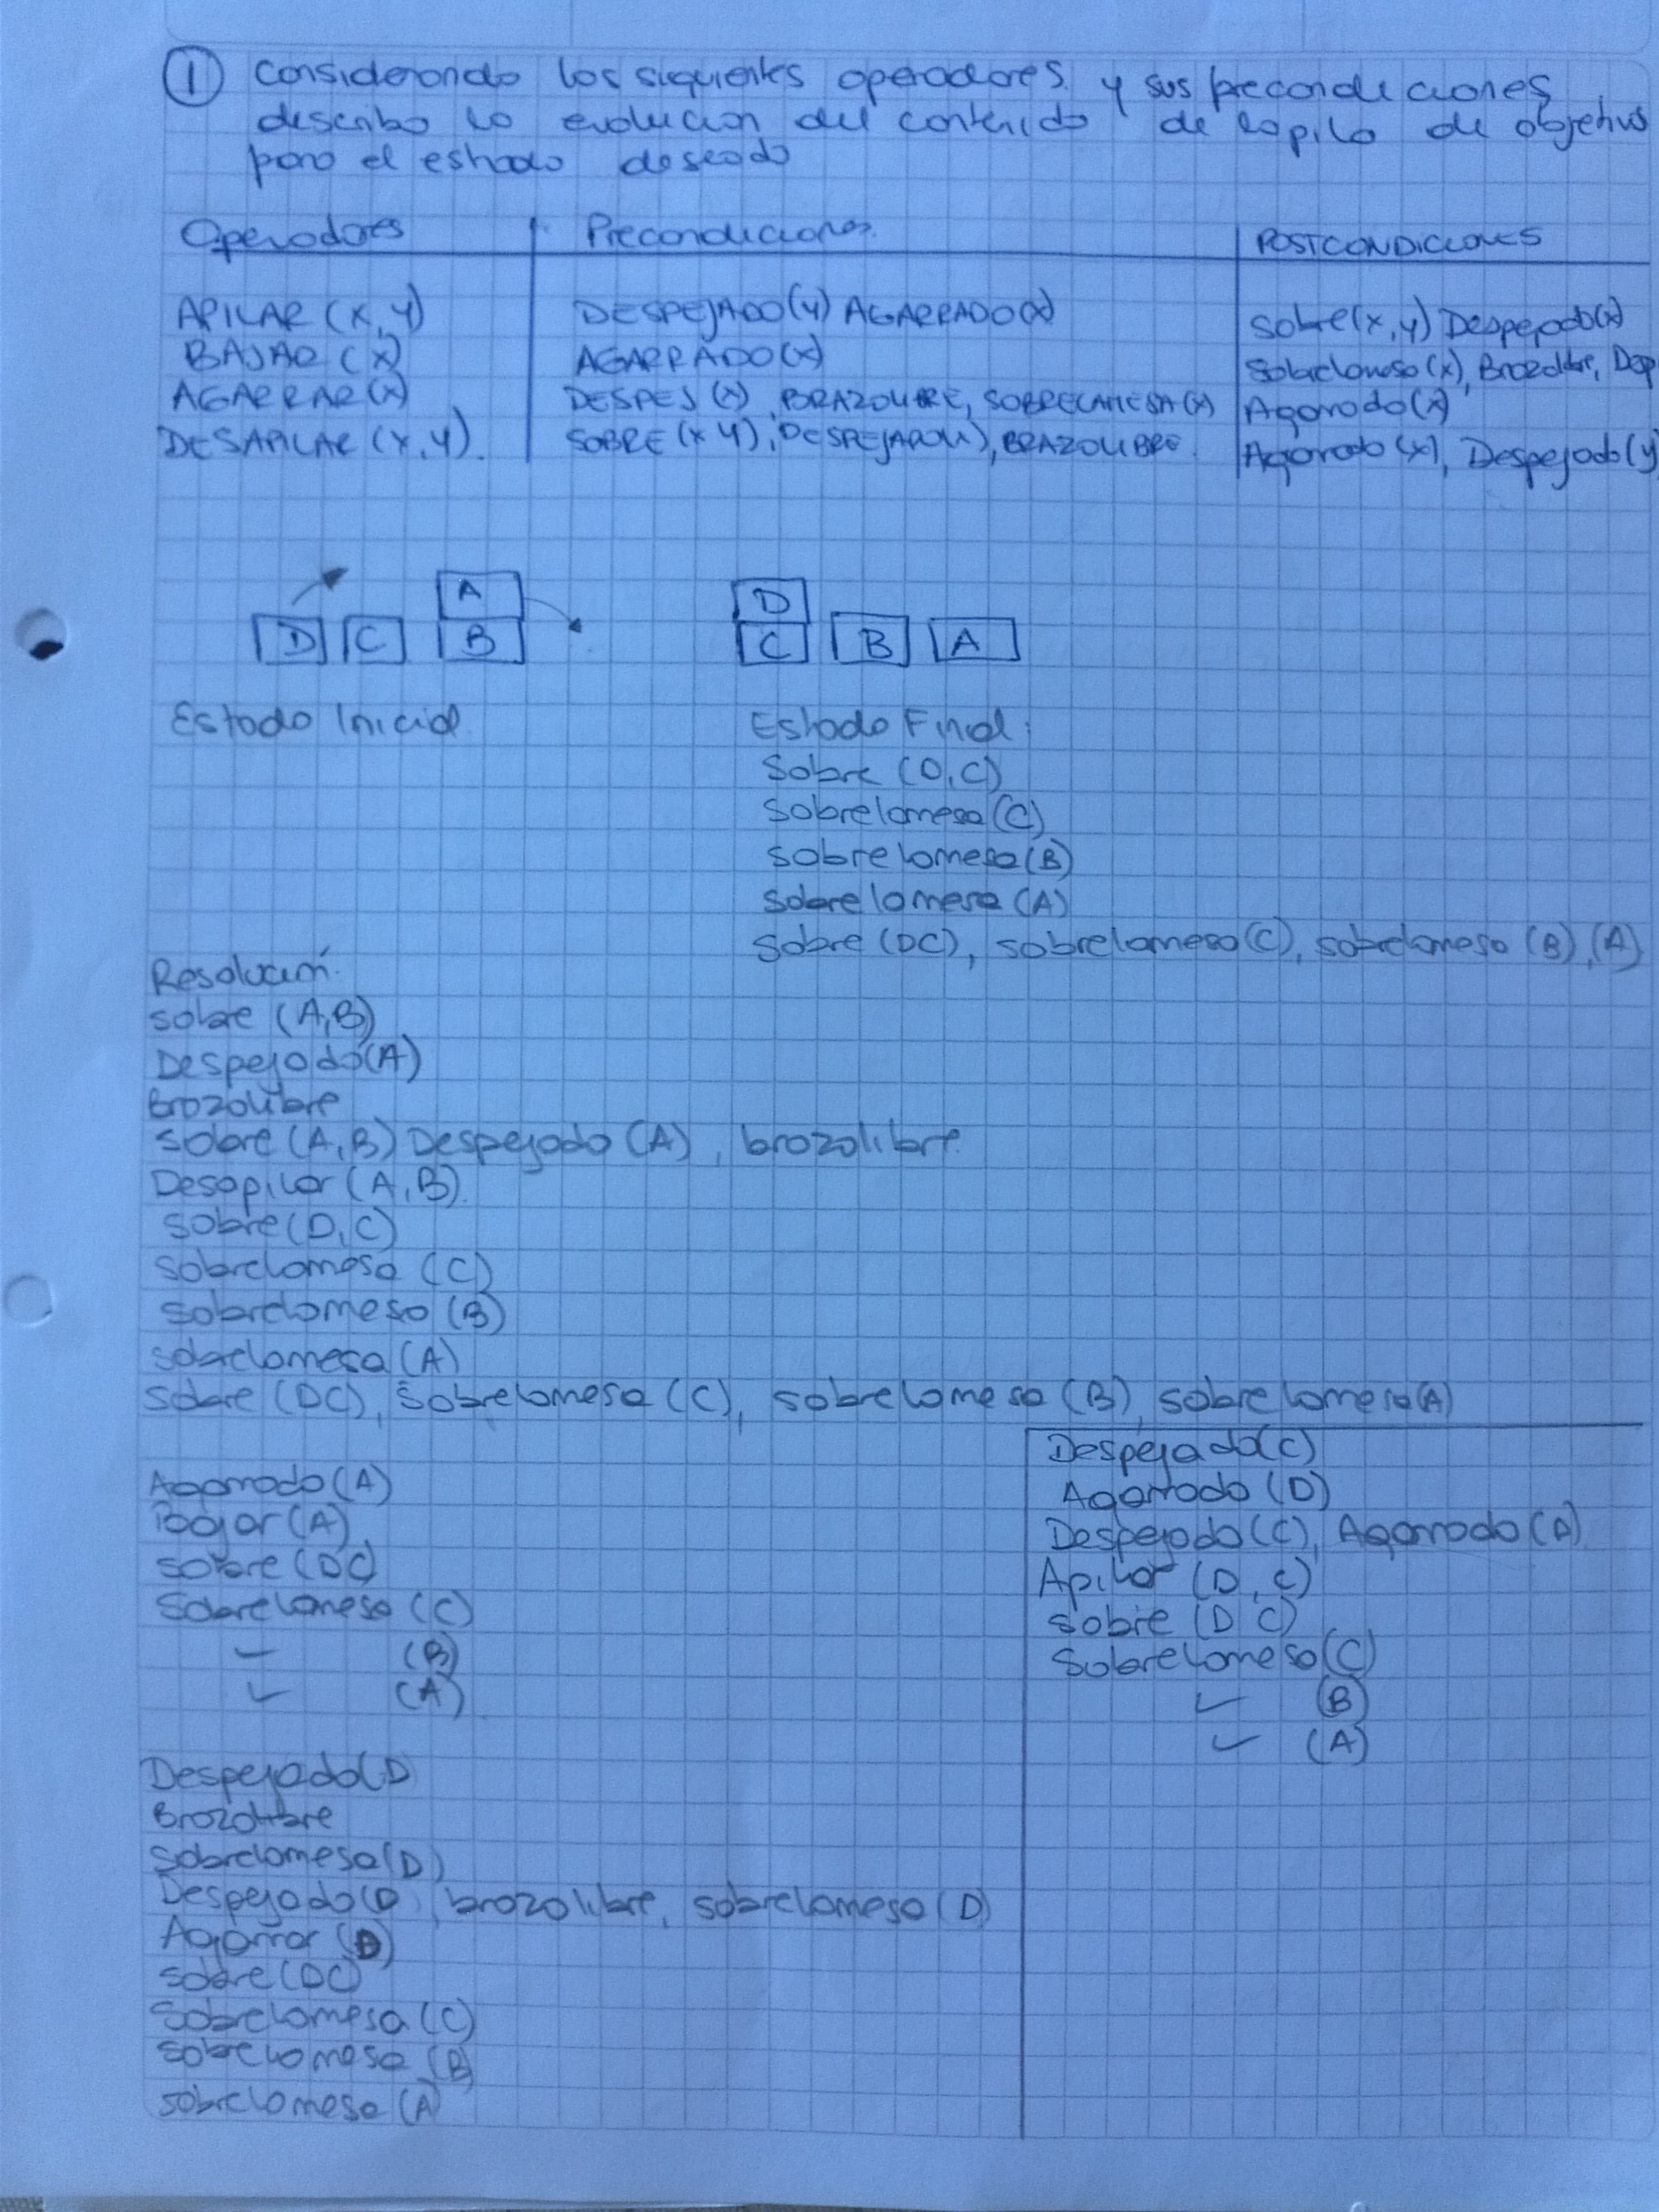 1 Considerando los siguientes operadores y sus precondiciones
describa la evolucion del contenido de la pila de objetivo
para el estado deseado
Operadores Precondiciones POSTCONDICIONES
APILAR (X, Y) DESPEJADO(Y) AGARRADO(X) Sobre(x,y) Despejado(x)
BAJAR (X) AGARRADO(X) Sobrelamesa(x), Brazolibre, Desp
AGARRAR(X) DESPEJ (X), BRAZOLIBRE, SOBRELAMESA(X) Agarrado(x)
DESAPILAR (X,Y). SOBRE (X Y), DESPEJADO(X), BRAZOLIBRE. Agarrado(x), Despejado(y)
A D
D C B C B A
Estado Inicial. Estado Final:
Sobre (D,C)
Sobrelamesa(C)
Sobrelamesa(B)
Sobrelamesa (A)
Sobre (DC), sobrelamesa(C), sobrelamesa (B), (A)
Resolución:
sobre (A,B)
Despejado(A)
Brazolibre
Sobre (A,B) Despejado (A), brazolibre.
Desapilar (A,B).
Sobre(D,C)
Sobrelamesa (C)
Sobrelamesa (B)
sobrelamesa (A)
Sobre (DC), Sobrelamesa (C), sobrelamesa (B), sobrelamesa(A)
Agarrado(A)
Bajar (A)
sobre (DC)
Sobrelamesa (C)
(B)
(A)
Despejado(D
Brazolibre
Sobrelamesa(D)
Despejado(D), brazolibre, sobrelamesa(D)
Agarrar (D)
sobre(DC)
Sobrelamesa (C)
sobrelamesa (B)
sobrelamesa (A)
Despejado(C)
Agarrado (D)
Despejado (C), Agarrado (D)
Apilar (D,C)
Sobre (D C)
Sobrelamesa(C)
(B)
(A)